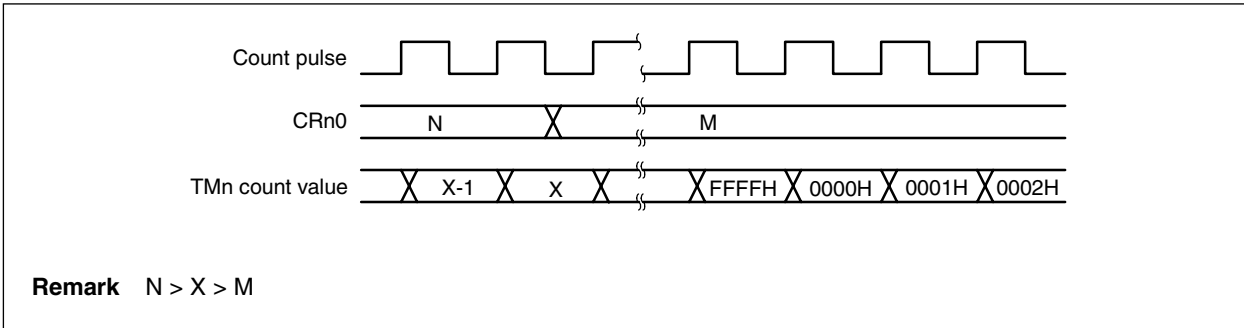 Count pulse
CRn0 N M
TMn count value X-1 X FFFFH 0000H 0001H 0002H
Remark N > X > M